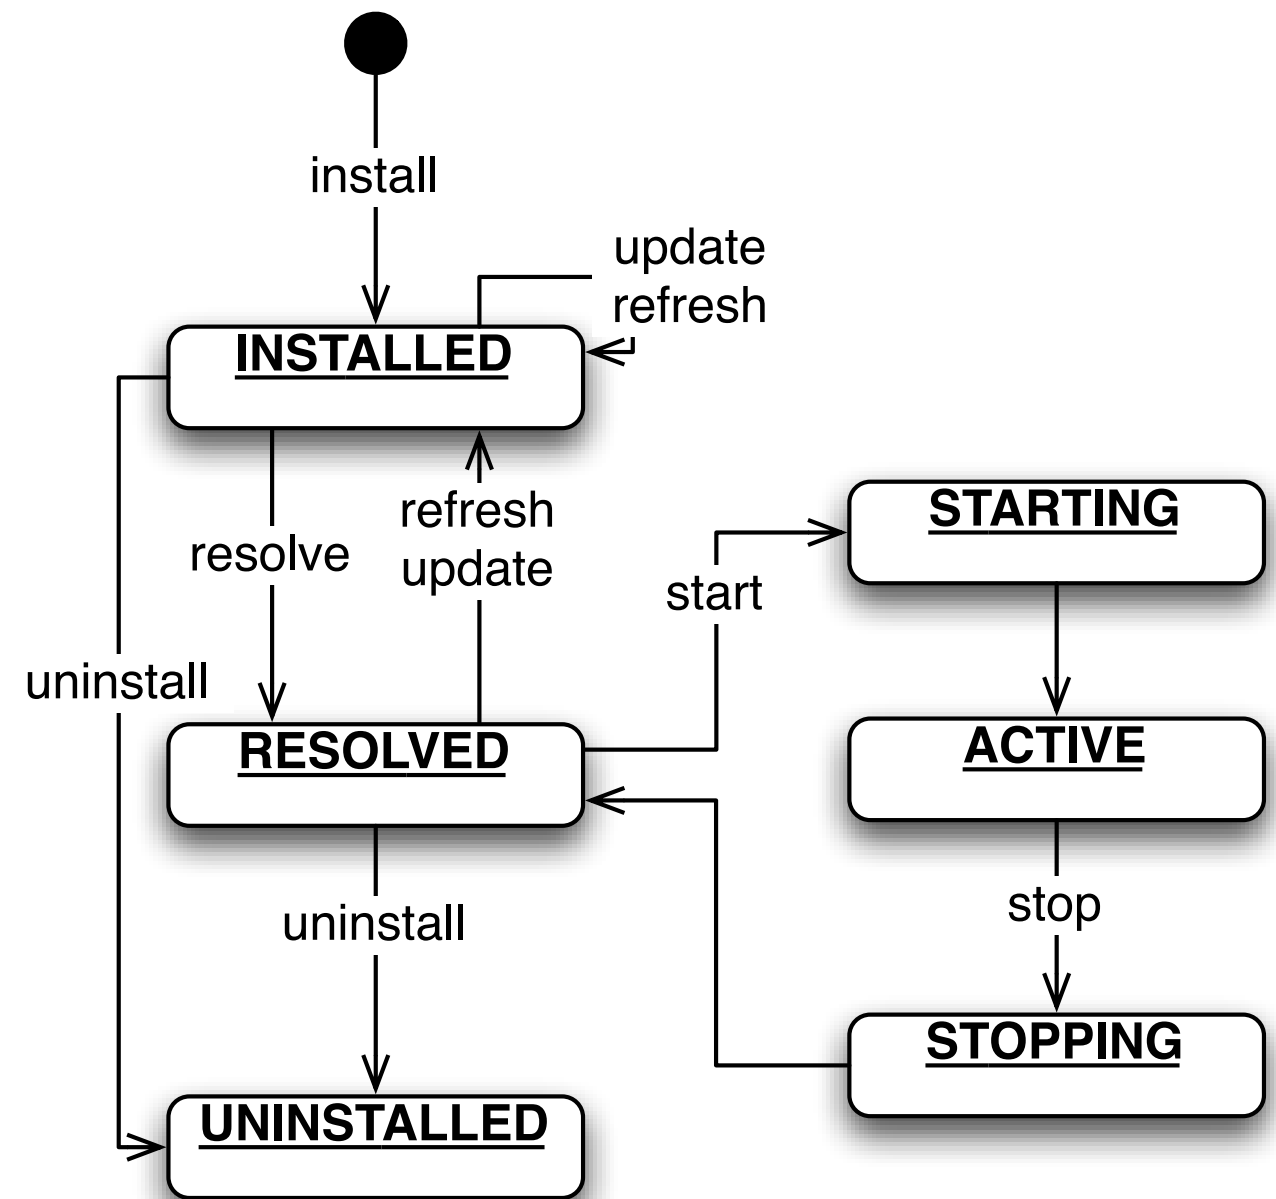 install
update
refresh
INSTALLED
refresh
update
resolve
STARTING
start
uninstall
RESOLVED
ACTIVE
stop
uninstall
STOPPING
UNINSTALLED